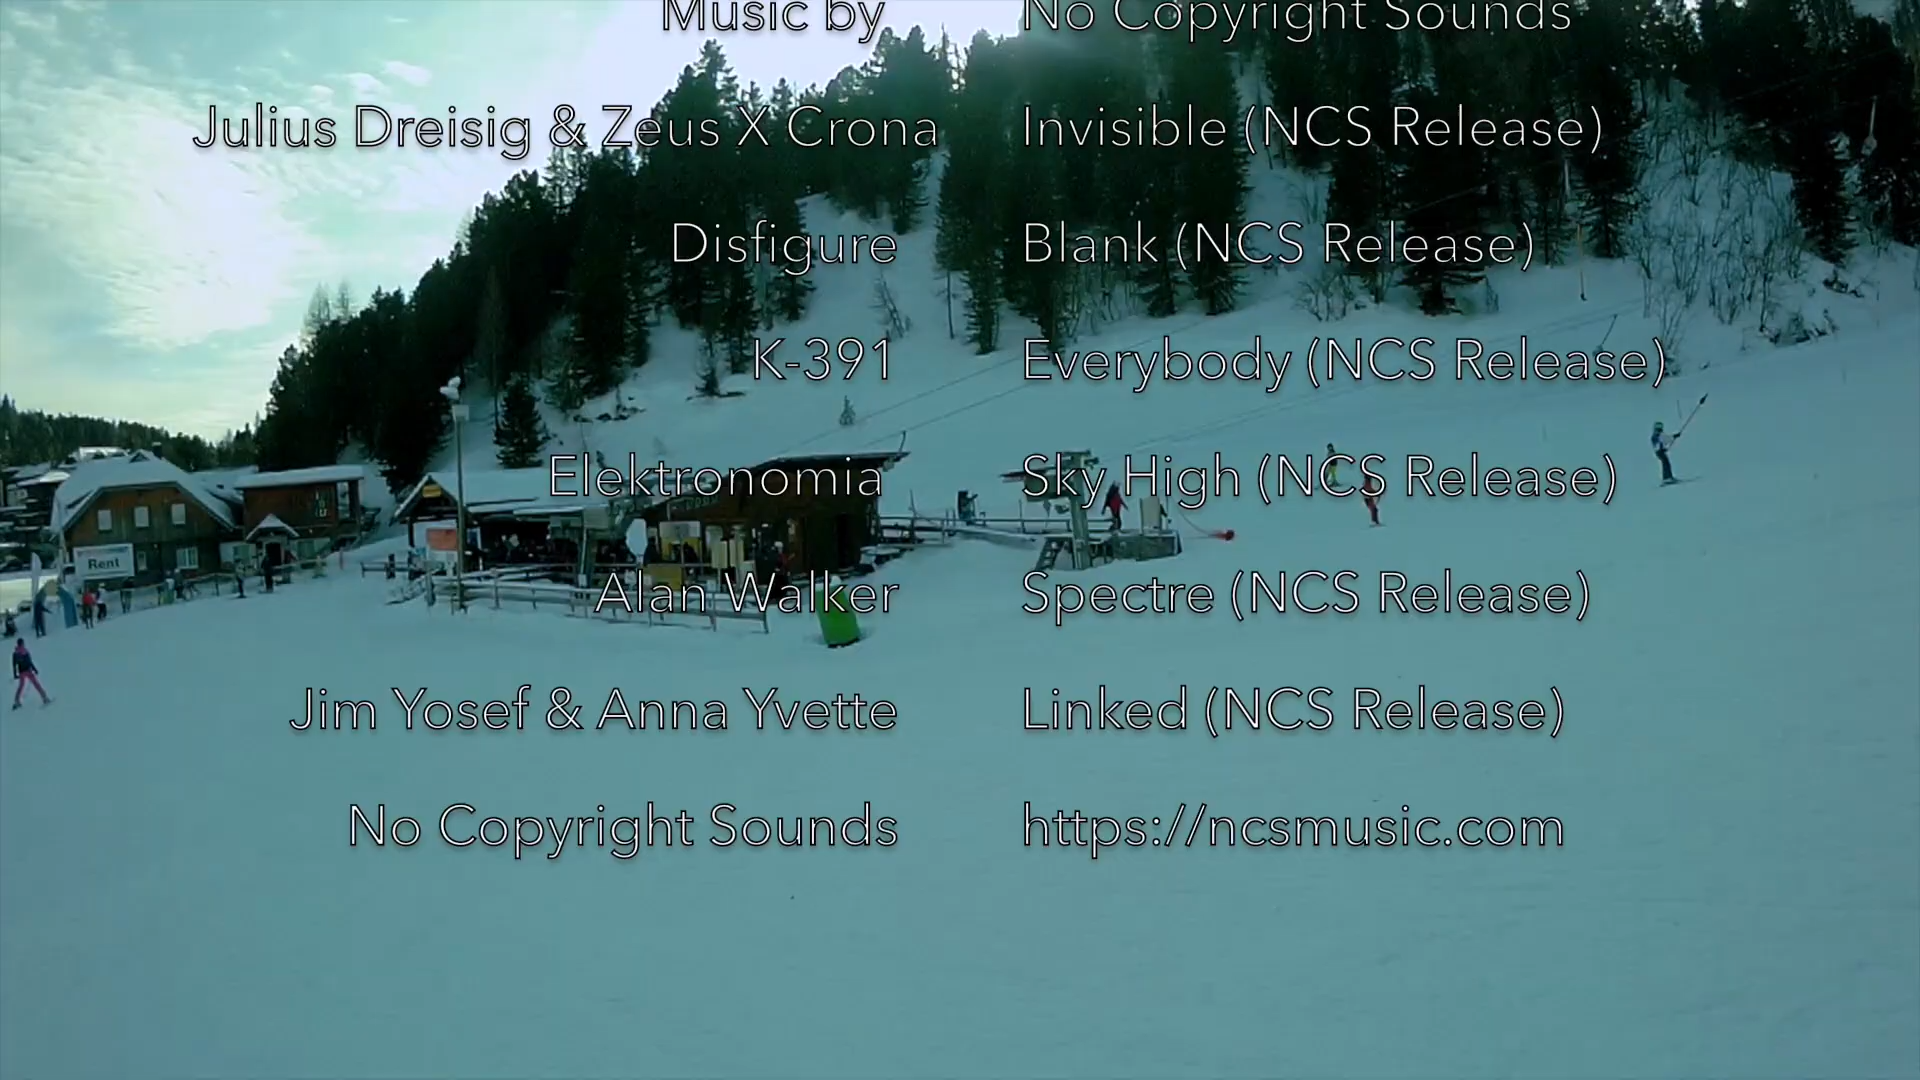 Music by No Copyright Sounds
Julius Dreisig & Zeus X Crona Invisible (NCS Release)
Disfigure Blank (NCS Release)
K-391 Everybody (NCS Release)
Elektronomia Sky High (NCS Release)
Rent
Alan Walker Spectre (NCS Release)
Jim Yosef & Anna Yvette Linked (NCS Release)
No Copyright Sounds https://ncsmusic.com